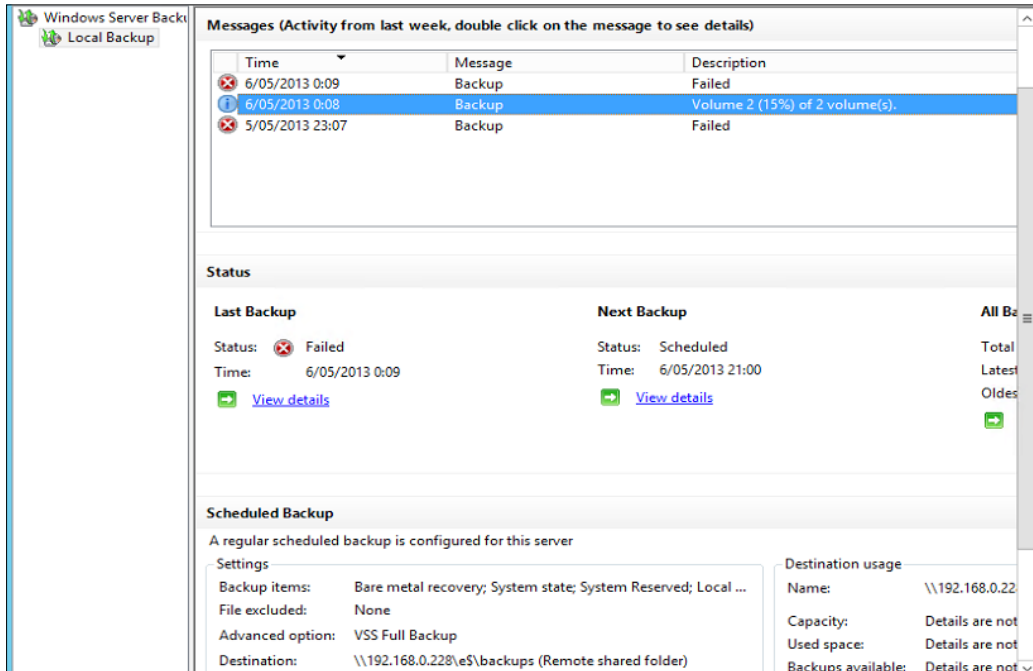 Windows Server Backu
Local Backup
Messages (Activity from last week, double click on the message to see details)
Time Message Description
6/05/2013 0:09 Backup Failed
6/05/2013 0:08 Backup Volume 2 (15%) of 2 volume(s).
5/05/2013 23:07 Backup Failed
Status
Last Backup Next Backup All Ba
Status: Failed Status: Scheduled Total
Time: 6/05/2013 0:09 Time: 6/05/2013 21:00 Latest
View details View details Oldes
Scheduled Backup
A regular scheduled backup is configured for this server
Settings Destination usage
Backup items: Bare metal recovery; System state; System Reserved; Local ... Name: \\192.168.0.22
File excluded: None
Capacity: Details are not
Advanced option: VSS Full Backup
Used space: Details are not
Destination: \\192.168.0.228\e$\backups (Remote shared folder)
Backups available: Details are not